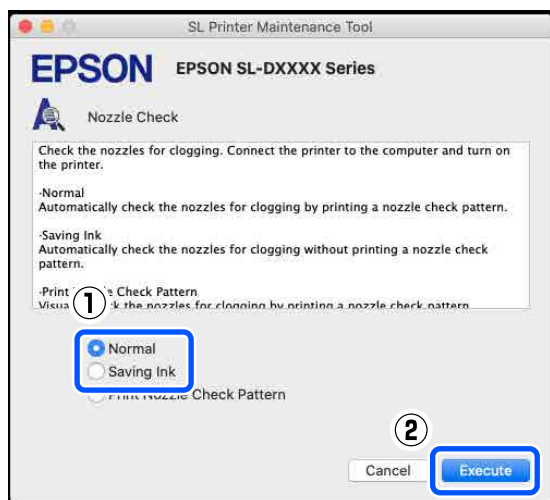 SL Printer Maintenance Tool
EPSON EPSON SL-DXXXX Series
Nozzle Check
Check the nozzles for clogging. Connect the printer to the computer and turn on
the printer.
·Normal
Automatically check the nozzles for clogging by printing a nozzle check pattern.
·Saving Ink
Automatically check the nozzles for clogging without printing a nozzle check
pattern.
·Print Check Pattern
the nozzles for clogging by printing a nozzle check pattern
①
Normal
Saving Ink
Print Nozzle Check Pattern
②
Cancel Execute